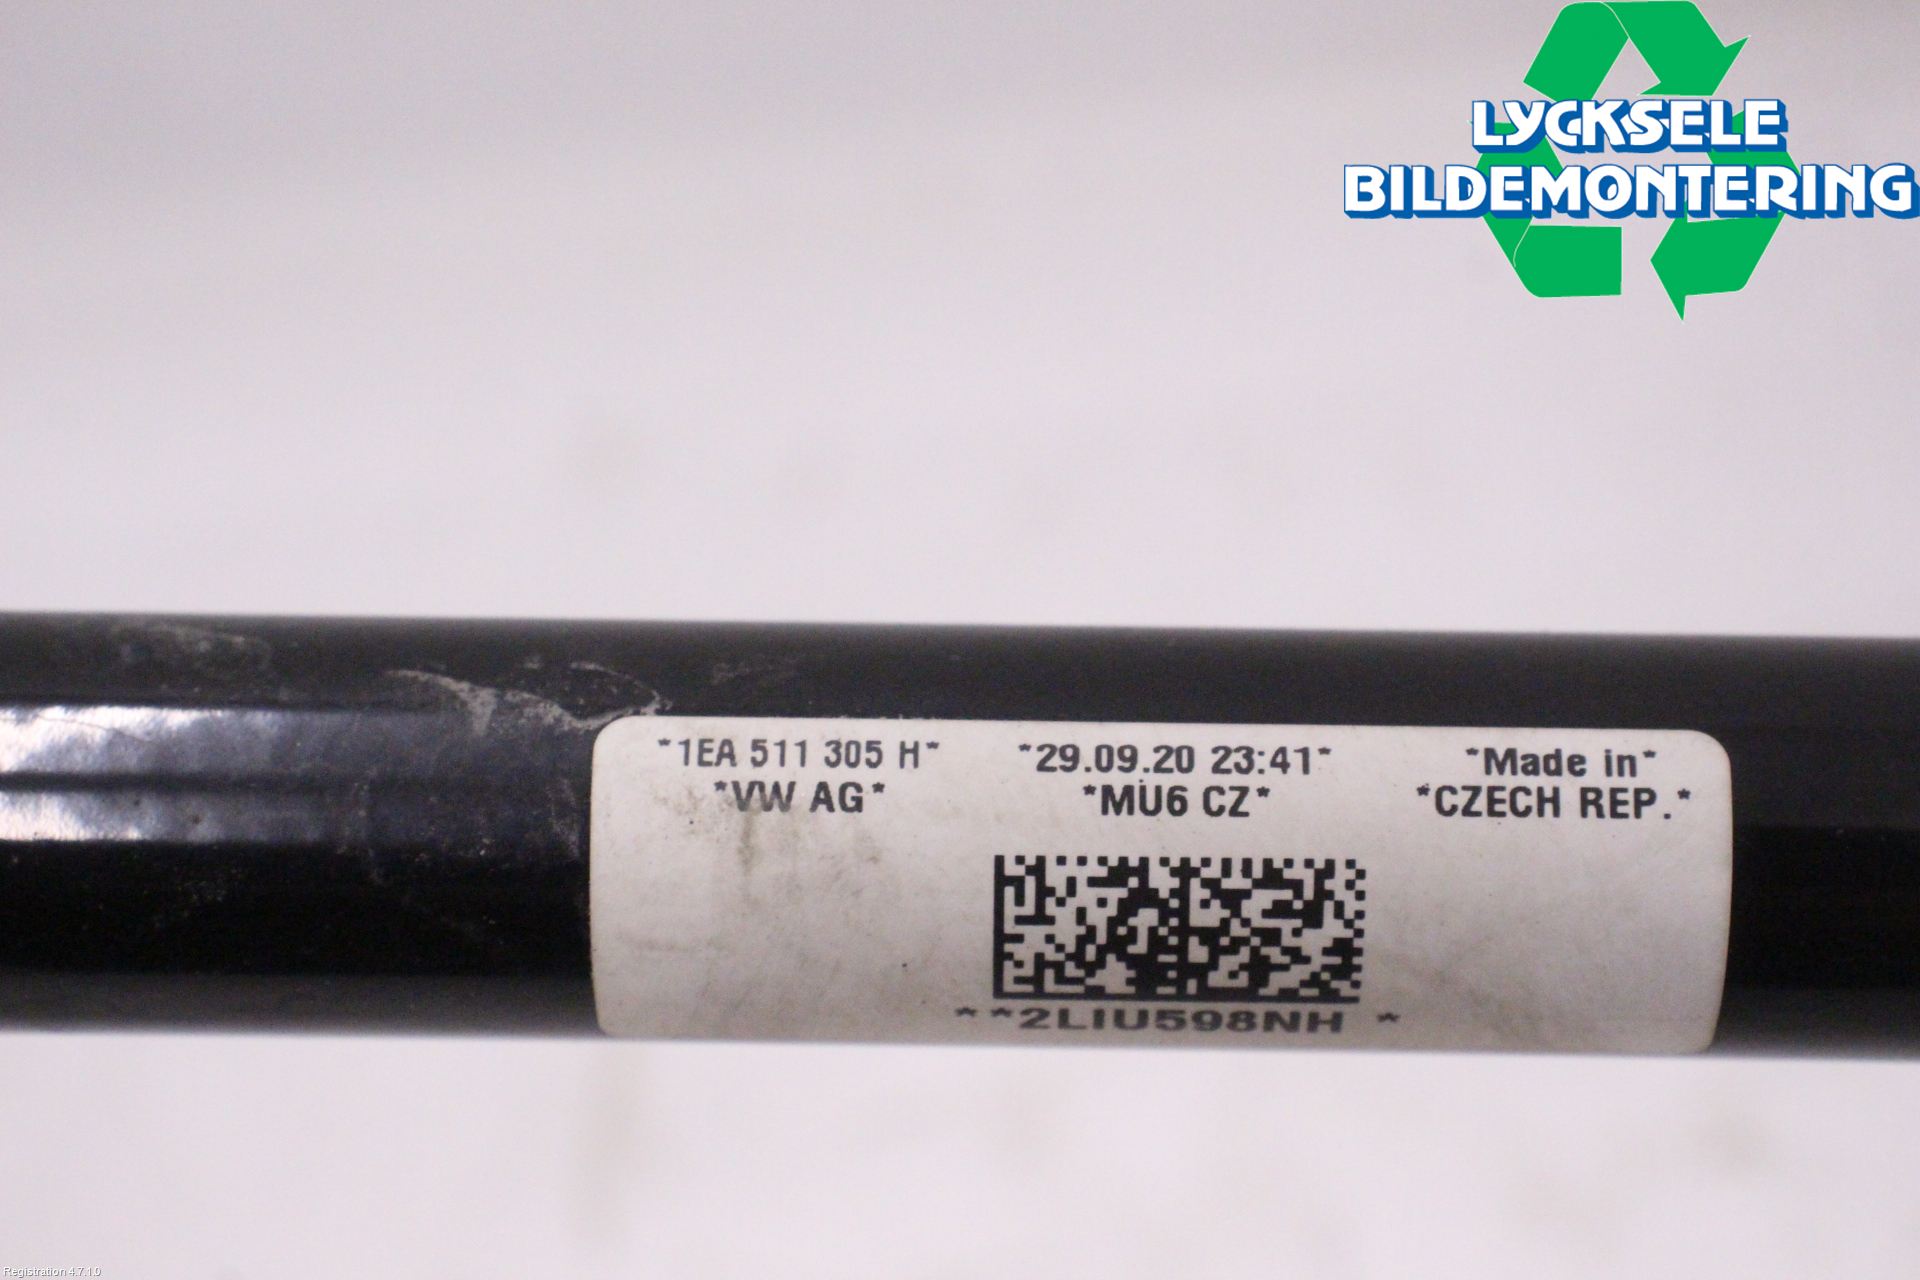 LYCKSELE
BILDEMONTERING
*1EA 511 305 H* *29.09.20 23:41* *Made in*
*VW AG* *MU6 CZ* *CZECH REP.*
**2LIU598NH *
Registration 4.7.1.0